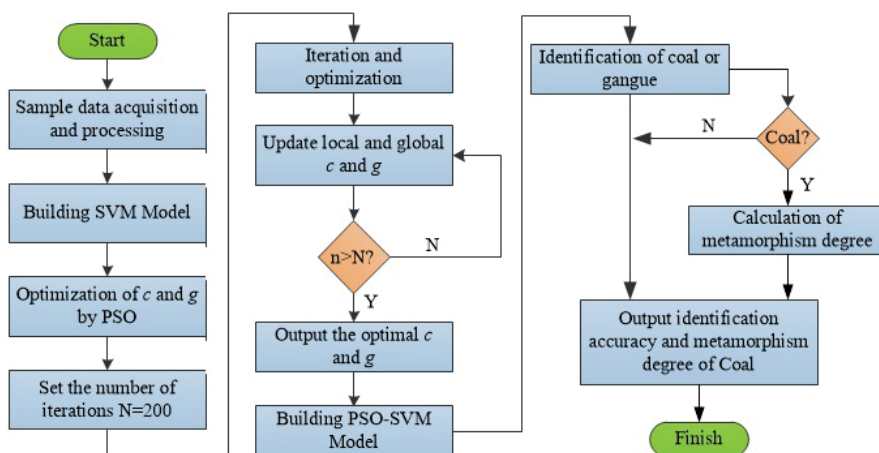 Start
Sample data acquisition
and processing
Building SVM Model
Optimization of c and g
by PSO
Set the number of
iterations N=200
Iteration and
optimization
Update local and global
c and g
n>N?
N
Y
Output the optimal c
and g
Building PSO-SVM
Model
Identification of coal or
gangue
Coal?
N
Y
Calculation of
metamorphism degree
Output identification
accuracy and metamorphism
degree of Coal
Finish